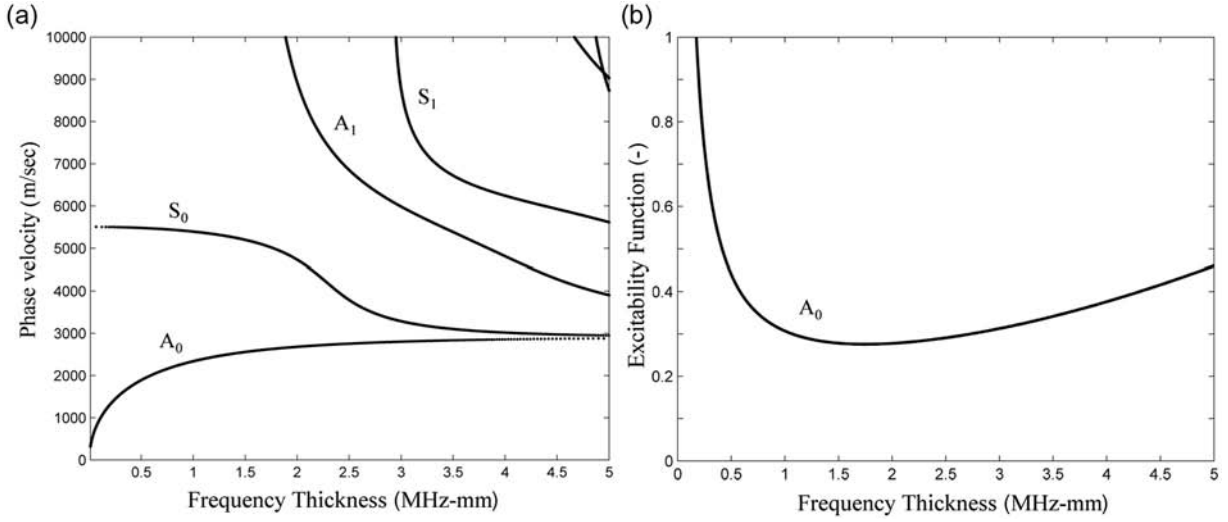 (a)
10000
9000
8000
7000
6000
5000
4000
3000
2000
1000
0
Phase velocity (m/sec)
S₁
A₁
S₀
A₀
0.5 1 1.5 2 2.5 3 3.5 4 4.5 5
Frequency Thickness (MHz-mm)
(b)
1
0.8
0.6
0.4
0.2
0
Excitability Function (-)
A₀
0 0.5 1 1.5 2 2.5 3 3.5 4 4.5 5
Frequency Thickness (MHz-mm)